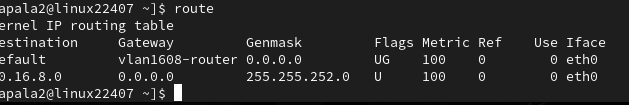 apala2@linux22407 ~]$ route
ernel IP routing table
estination Gateway Genmask Flags Metric Ref Use Iface
efault vlan1608-router 0.0.0.0 UG 100 0 0 eth0
0.16.8.0 0.0.0.0 255.255.252.0 U 100 0 0 eth0
apala2@linux22407 ~]$